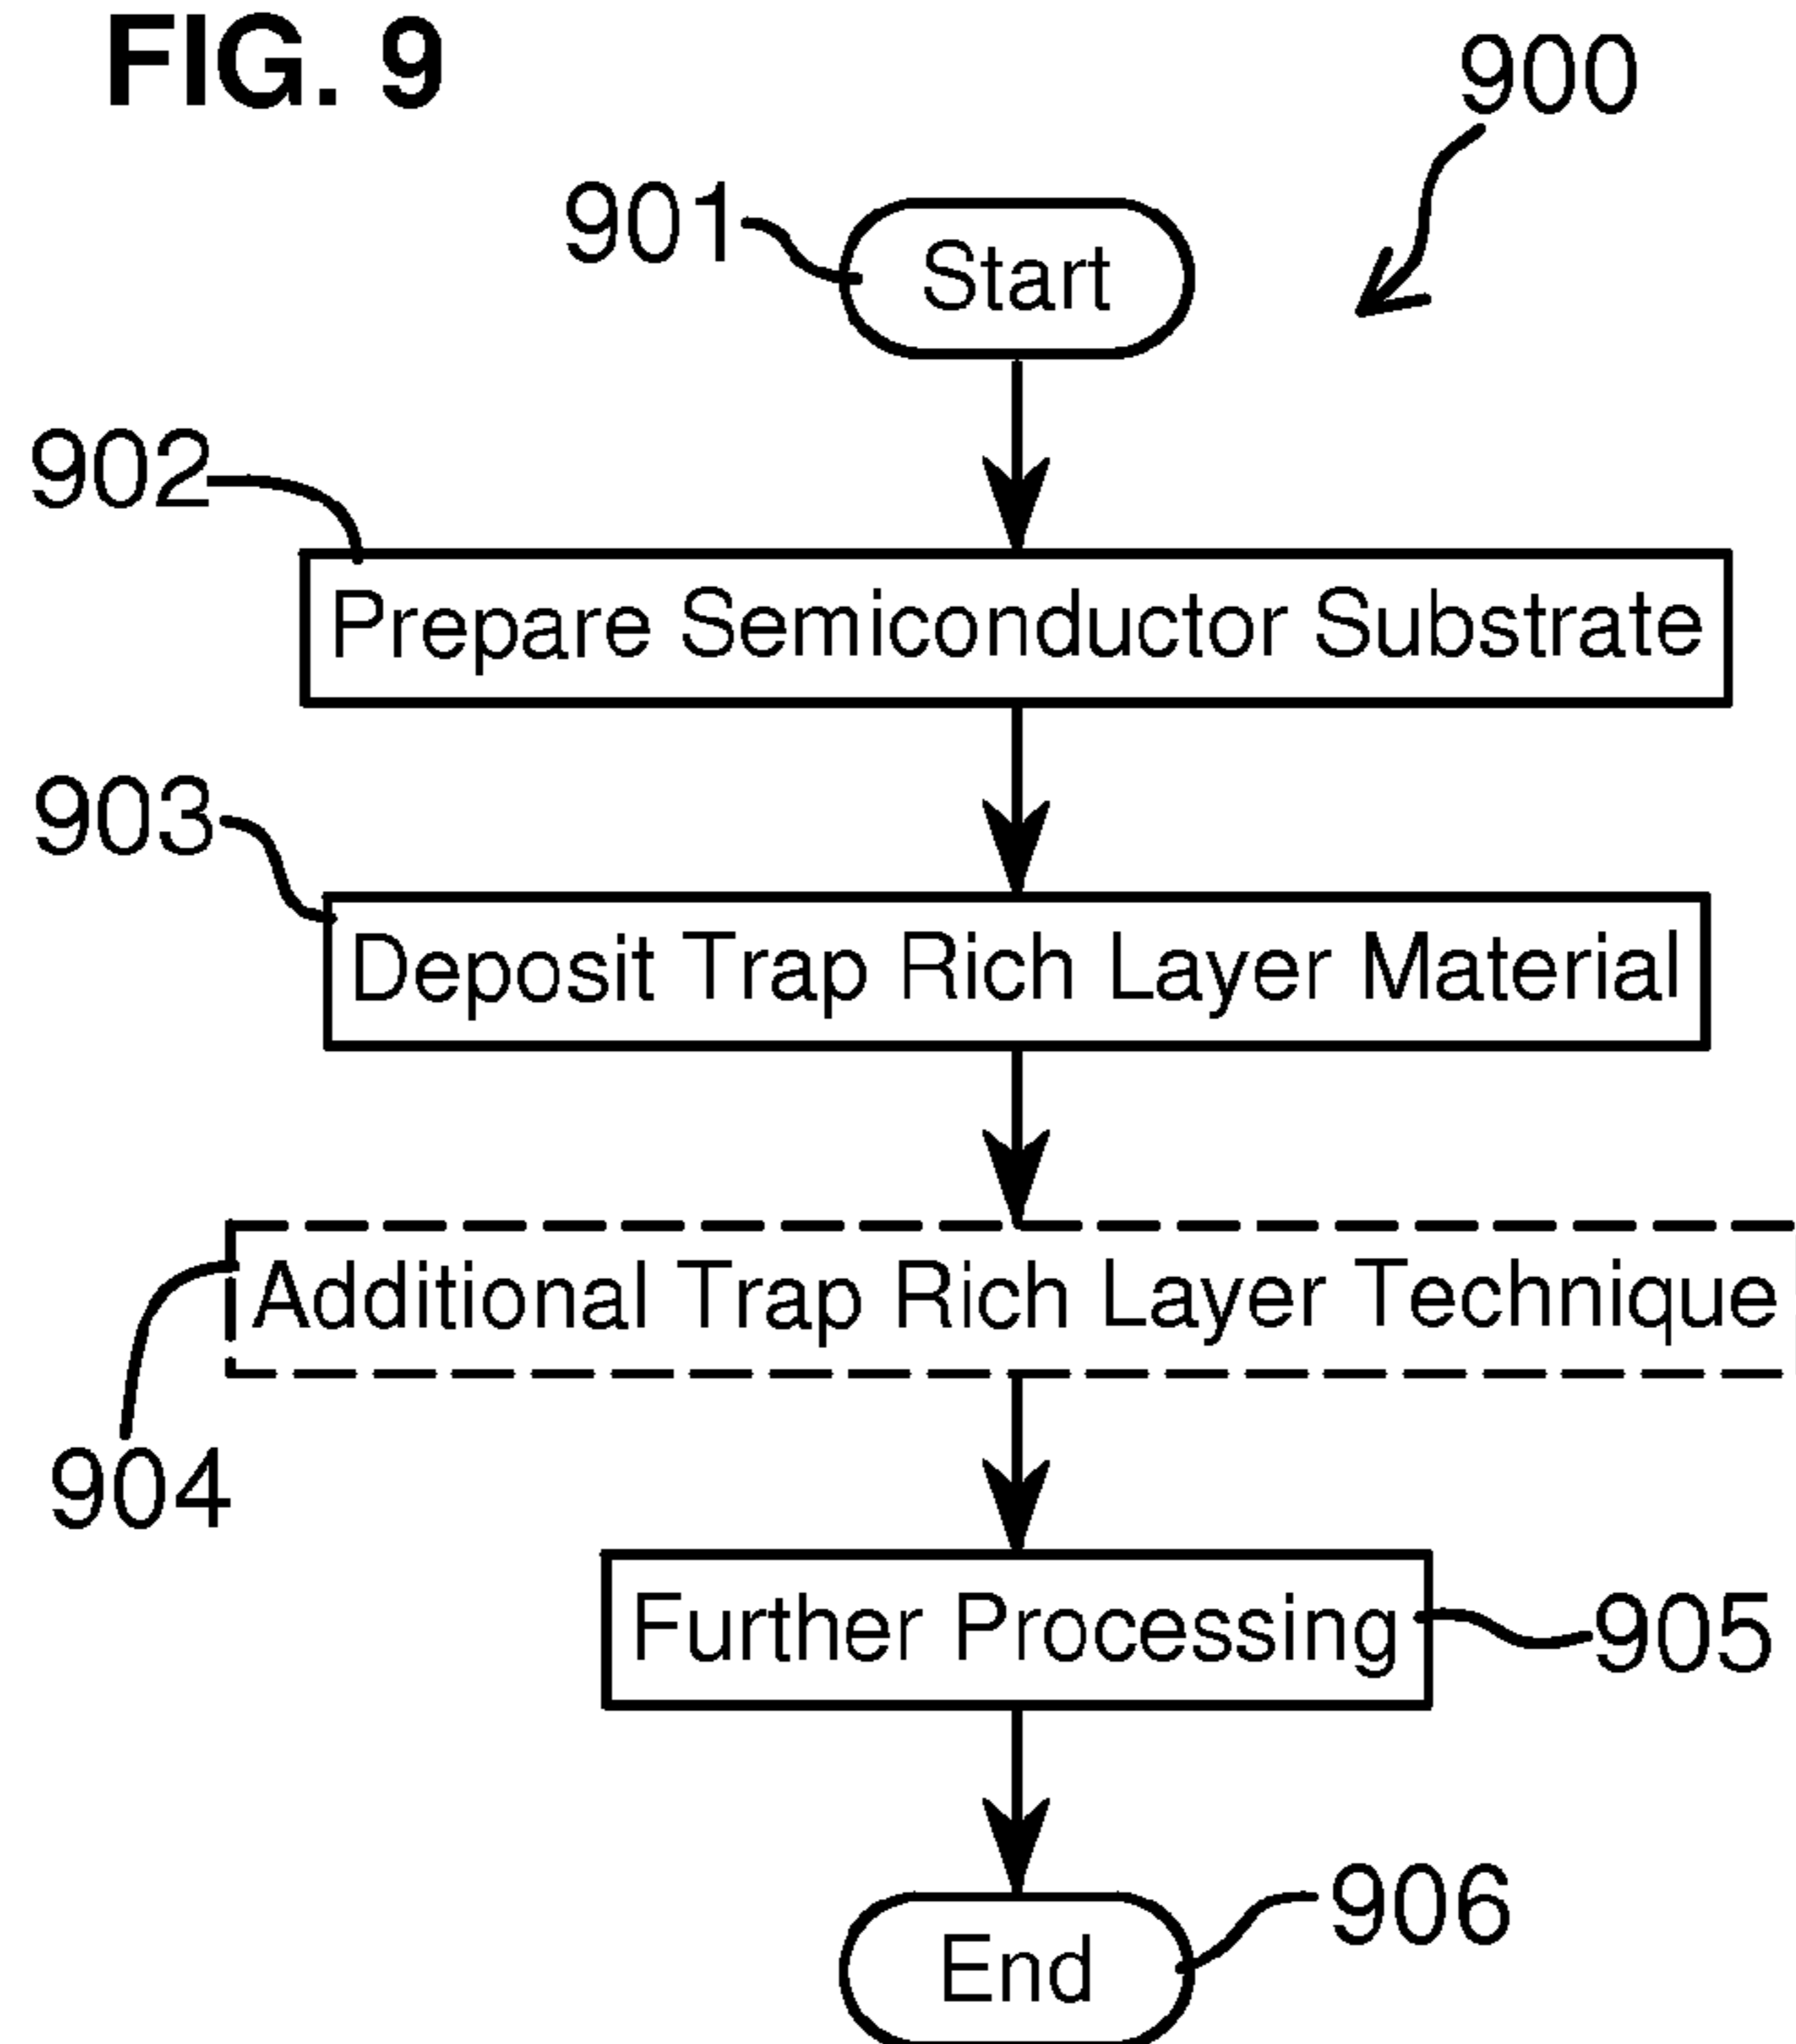 FIG. 9
900
901
Start
902
Prepare Semiconductor Substrate
903
Deposit Trap Rich Layer Material
Additional Trap Rich Layer Technique
904
Further Processing
905
906
End